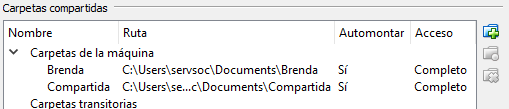 Carpetas compartidas
Nombre Ruta Automontar Acceso
Carpetas de la máquina
Brenda C:\Users\servsoc\Documents\Brenda Sí Completo
Compartida C:\Users\se...c\Documents\Compartida Sí Completo
Carpetas transitorias